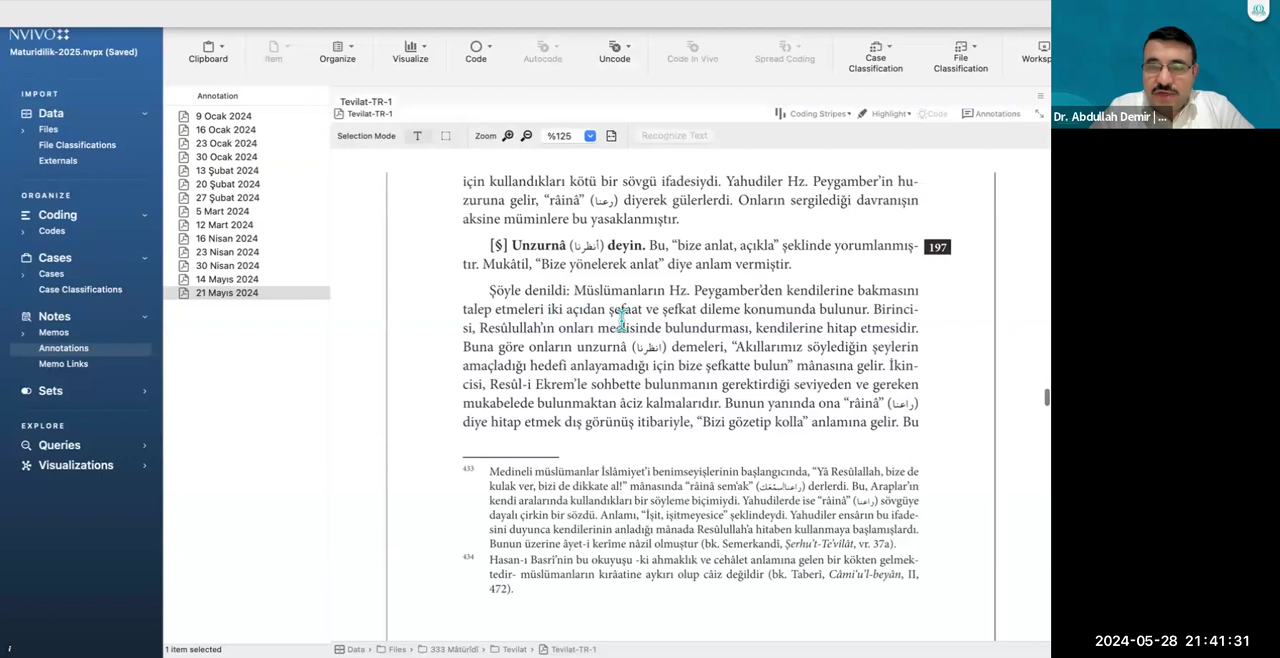 NVIVO
Maturidilik-2025.nvpx (Saved)
IMPORT
Data
Files
File Classifications
Externals
ORGANIZE
Coding
Codes
Cases
Cases
Case Classifications
Notes
Memos
Annotations
Memo Links
Sets
EXPLORE
Queries
Visualizations
Clipboard
Item
Organize
Visualize
Code
Autocode
Uncode
Code In Vivo
Spread Coding
Case
Classification
File
Classification
Worksp
Annotation
9 Ocak 2024
16 Ocak 2024
23 Ocak 2024
30 Ocak 2024
13 Şubat 2024
20 Şubat 2024
27 Şubat 2024
5 Mart 2024
12 Mart 2024
16 Nisan 2024
23 Nisan 2024
30 Nisan 2024
14 Mayıs 2024
21 Mayıs 2024
1 item selected
Tevilat-TR-1
Tevilat-TR-1
Coding Stripes
Highlight
Code
Annotations
Selection Mode
T
Zoom
%125
Recognize Text
için kullandıkları kötü bir sövgü ifadesiydi. Yahudiler Hz. Peygamber’in hu-
zuruna gelir, “râinâ” (رعنا) diyerek gülerlerdi. Onların sergilediği davranışın
aksine müminlere bu yasaklanmıştır.
[§] Unzurnâ (أنظرنا) deyin. Bu, “bize anlat, açıkla” şeklinde yorumlanmış-
197
tır. Mukâtil, “Bize yönelerek anlat” diye anlam vermiştir.
Şöyle denildi: Müslümanların Hz. Peygamber’den kendilerine bakmasını
talep etmeleri iki açıdan şefaat ve şefkat dileme konumunda bulunur. Birinci-
si, Resûlullah’ın onları meclisinde bulundurması, kendilerine hitap etmesidir.
Buna göre onların unzurnâ (انظرنا) demeleri, “Akıllarımız söylediğin şeylerin
amaçladığı hedefi anlayamadığı için bize şefkatte bulun” mânasına gelir. İkin-
cisi, Resûl-i Ekrem’le sohbette bulunmanın gerektirdiği seviyeden ve gereken
mukabelede bulunmaktan âciz kalmalarıdır. Bunun yanında ona “râinâ” (راعنا)
diye hitap etmek dış görünüş itibariyle, “Bizi gözetip kolla” anlamına gelir. Bu
433 Medineli müslümanlar İslâmiyet’i benimseyişlerinin başlangıcında, “Yâ Resûlallah, bize de
kulak ver, bizi de dikkate al!” mânasında “râinâ sem‘ak” (راعنا سمعك) derlerdi. Bu, Araplar’ın
kendi aralarında kullandıkları bir söyleme biçimiydi. Yahudilerde ise “râinâ” (راعنا) sövgüye
dayalı çirkin bir sözdü. Anlamı, “İşit, işitmeyesice” şeklindeydi. Yahudiler ensârın bu ifade-
sini duyunca kendilerinin anladığı mânada Resûlullah’a hitaben kullanmaya başlamışlardı.
Bunun üzerine âyet-i kerîme nâzil olmuştur (bk. Semerkandî, Şerhu’t-Te’vîlât, vr. 37a).
434 Hasan-ı Basrî’nin bu okuyuşu -ki ahmaklık ve cehâlet anlamına gelen bir kökten gelmek-
tedir- müslümanların kırâatine aykırı olup câiz değildir (bk. Taberî, Câmi‘u’l-beyân, II,
472).
Data › Files › 333 Mâtürîdî › Tevilat › Tevilat-TR-1
Dr. Abdullah Demir | ...
2024-05-28 21:41:31